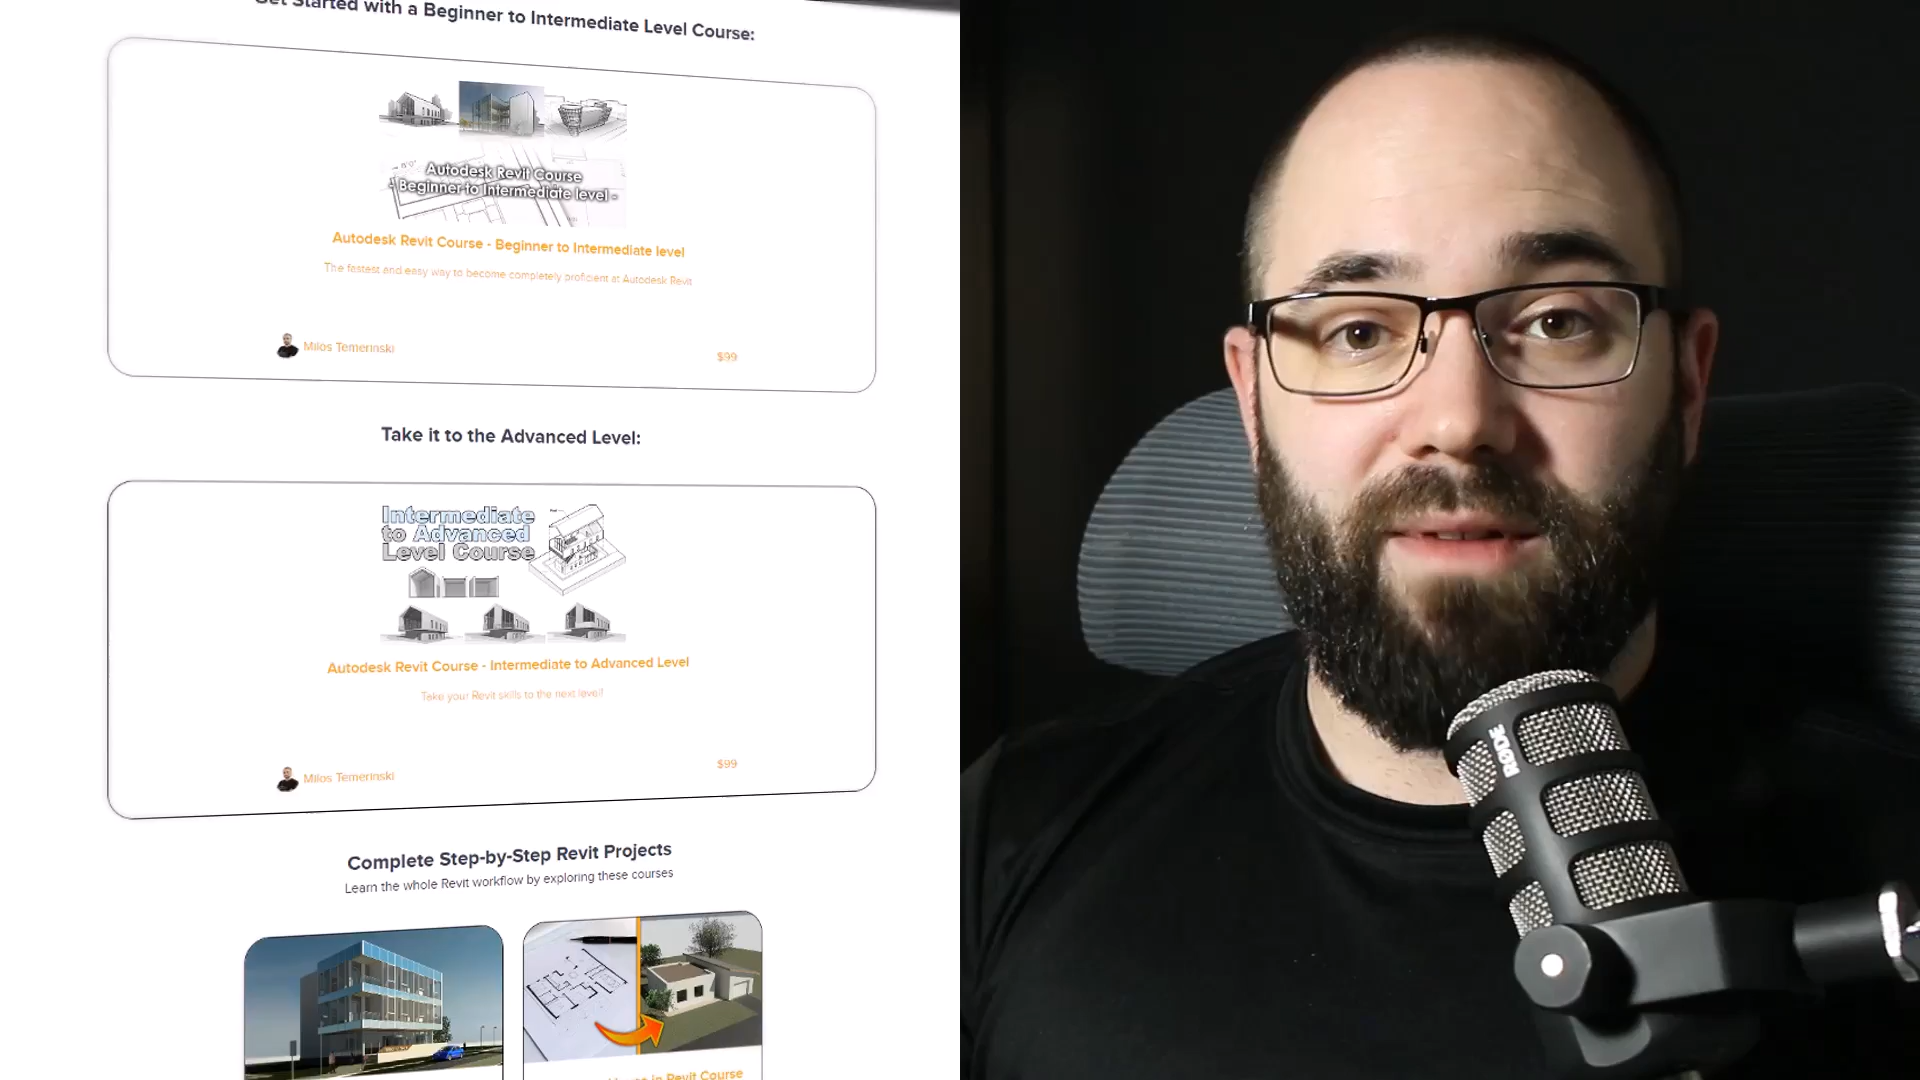 Get Started with a Beginner to Intermediate Level Course:
Autodesk Revit Course
- Beginner to Intermediate level -
Autodesk Revit Course - Beginner to Intermediate level
The fastest and easy way to become completely proficient at Autodesk Revit
Milos Temerinski
$99
Take it to the Advanced Level:
Intermediate
to Advanced
Level Course
Autodesk Revit Course - Intermediate to Advanced Level
Take your Revit skills to the next level!
Milos Temerinski
$99
Complete Step-by-Step Revit Projects
Learn the whole Revit workflow by exploring these courses
in Revit Course
RØDE